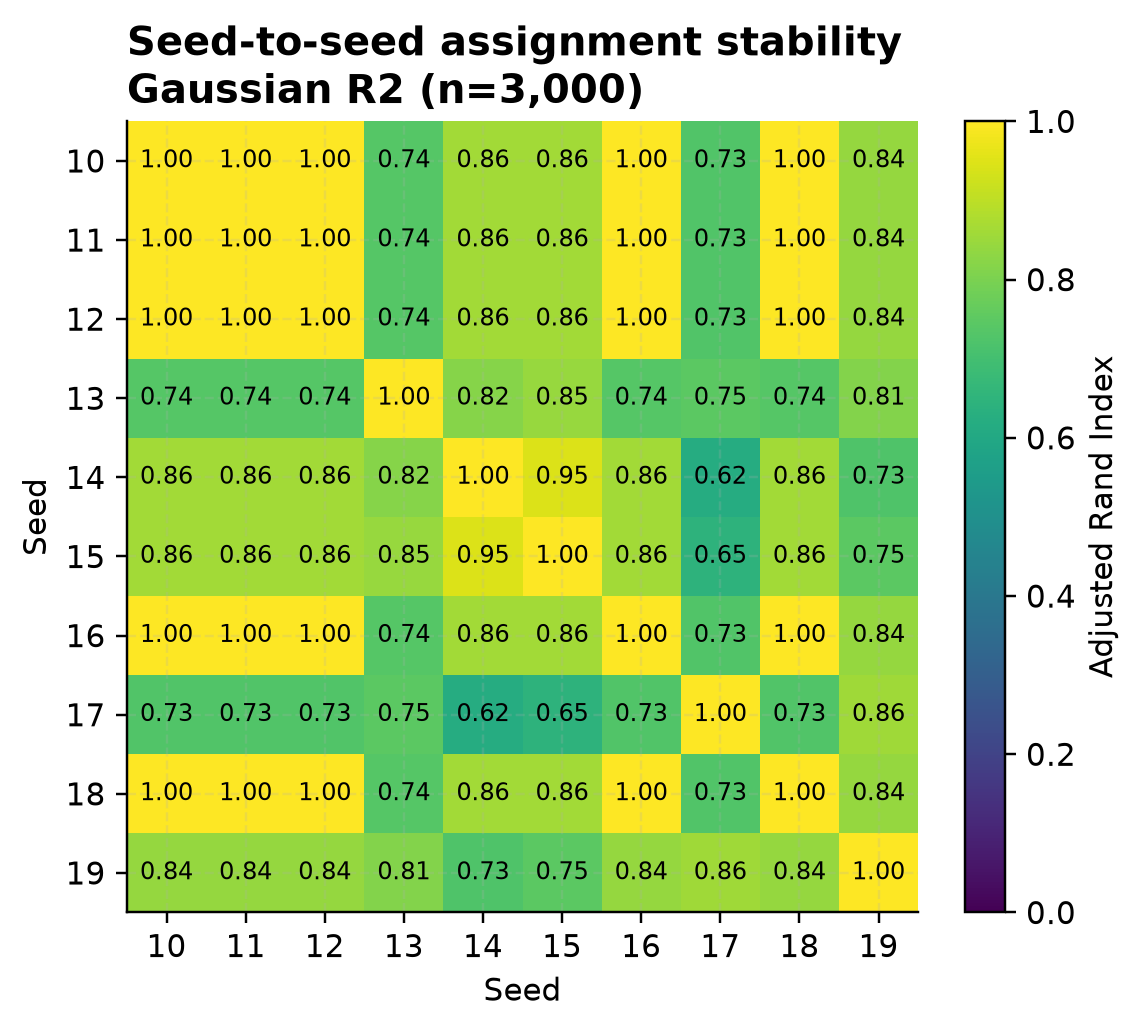 Seed-to-seed assignment stability
Gaussian R2 (n=3,000)
10 1.00 1.00 1.00 0.74 0.86 0.86 1.00 0.73 1.00 0.84
11 1.00 1.00 1.00 0.74 0.86 0.86 1.00 0.73 1.00 0.84
12 1.00 1.00 1.00 0.74 0.86 0.86 1.00 0.73 1.00 0.84
13 0.74 0.74 0.74 1.00 0.82 0.85 0.74 0.75 0.74 0.81
14 0.86 0.86 0.86 0.82 1.00 0.95 0.86 0.62 0.86 0.73
15 0.86 0.86 0.86 0.85 0.95 1.00 0.86 0.65 0.86 0.75
16 1.00 1.00 1.00 0.74 0.86 0.86 1.00 0.73 1.00 0.84
17 0.73 0.73 0.73 0.75 0.62 0.65 0.73 1.00 0.73 0.86
18 1.00 1.00 1.00 0.74 0.86 0.86 1.00 0.73 1.00 0.84
19 0.84 0.84 0.84 0.81 0.73 0.75 0.84 0.86 0.84 1.00
10 11 12 13 14 15 16 17 18 19
Seed
Seed
1.0
0.8
0.6
0.4
0.2
0.0
Adjusted Rand Index